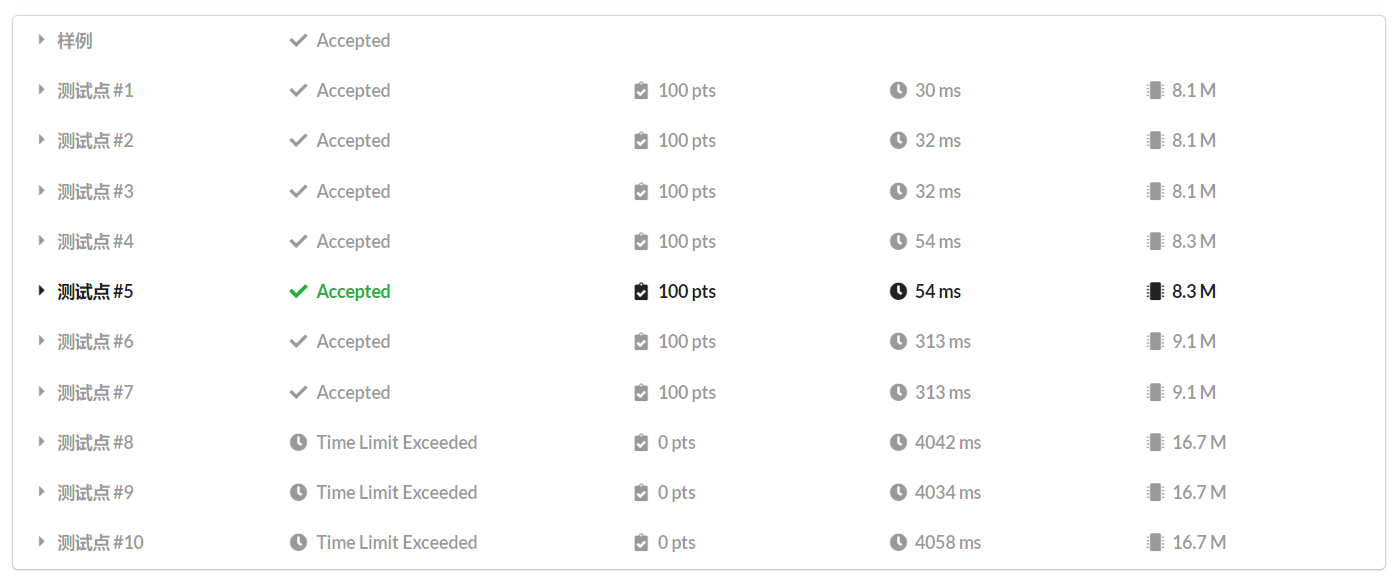 样例 Accepted
测试点 #1 Accepted 100 pts 30 ms 8.1 M
测试点 #2 Accepted 100 pts 32 ms 8.1 M
测试点 #3 Accepted 100 pts 32 ms 8.1 M
测试点 #4 Accepted 100 pts 54 ms 8.3 M
测试点 #5 Accepted 100 pts 54 ms 8.3 M
测试点 #6 Accepted 100 pts 313 ms 9.1 M
测试点 #7 Accepted 100 pts 313 ms 9.1 M
测试点 #8 Time Limit Exceeded 0 pts 4042 ms 16.7 M
测试点 #9 Time Limit Exceeded 0 pts 4034 ms 16.7 M
测试点 #10 Time Limit Exceeded 0 pts 4058 ms 16.7 M